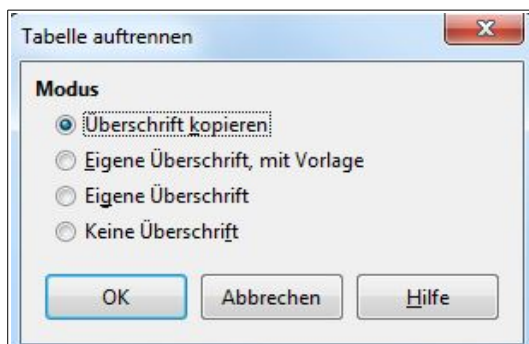 Tabelle auftrennen
Modus
Überschrift kopieren
Eigene Überschrift, mit Vorlage
Eigene Überschrift
Keine Überschrift
OK Abbrechen Hilfe